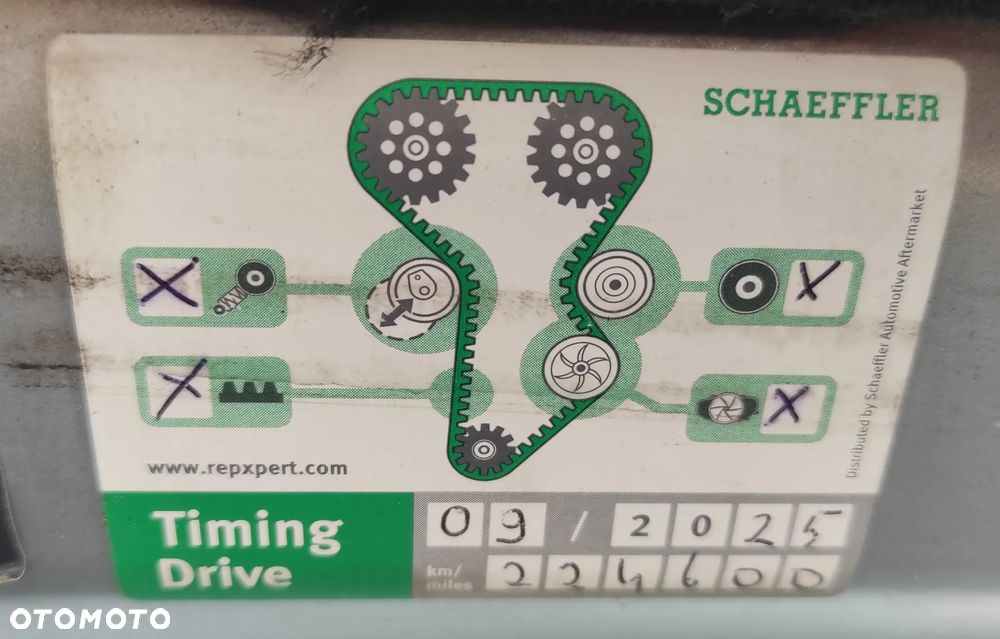 SCHAEFFLER
Distributed by Schaeffler Automotive Aftermarket
X
X
X
X
www.repxpert.com
Timing
Drive
09 / 2025
km/
miles
224600
OTOMOTO